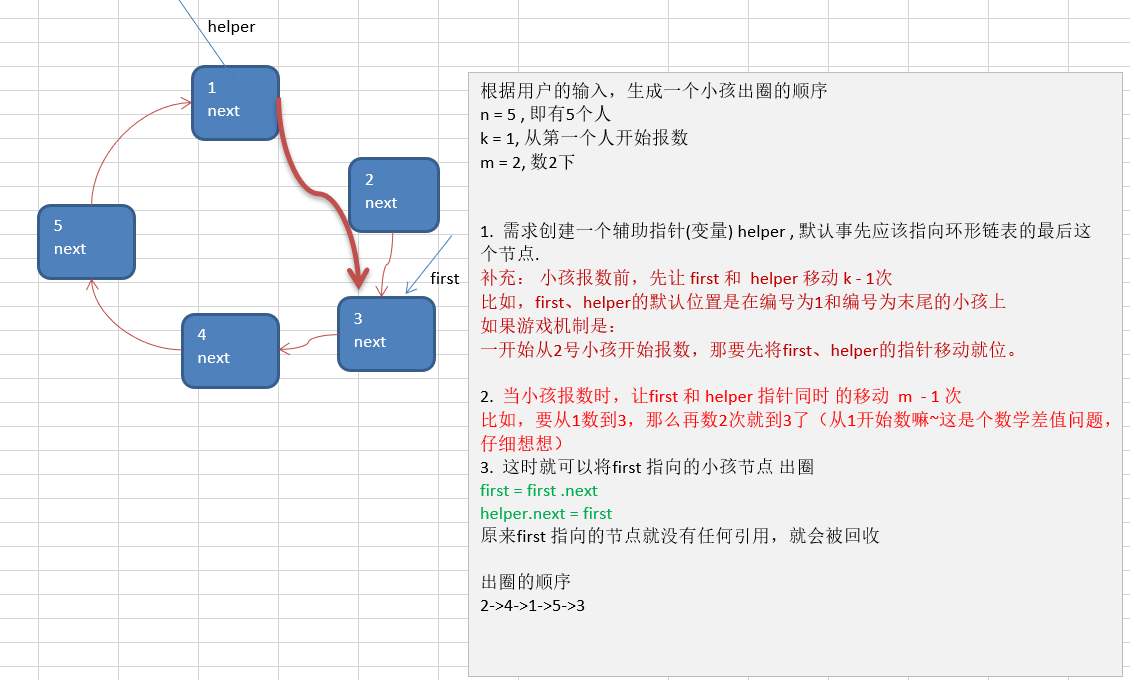 helper
1
next
2
next
5
next
first
3
next
4
next
根据用户的输入，生成一个小孩出圈的顺序
n = 5 , 即有5个人
k = 1, 从第一个人开始报数
m = 2, 数2下
1. 需求创建一个辅助指针(变量) helper , 默认事先应该指向环形链表的最后这
个节点.
补充： 小孩报数前，先让 first 和 helper 移动 k - 1次
比如，first、helper的默认位置是在编号为1和编号为末尾的小孩上
如果游戏机制是：
一开始从2号小孩开始报数，那要先将first、helper的指针移动就位。
2. 当小孩报数时，让first 和 helper 指针同时 的移动 m - 1 次
比如，要从1数到3，那么再数2次就到3了（从1开始数嘛~这是个数学差值问题，
仔细想想）
3. 这时就可以将first 指向的小孩节点 出圈
first = first .next
helper.next = first
原来first 指向的节点就没有任何引用，就会被回收
出圈的顺序
2->4->1->5->3